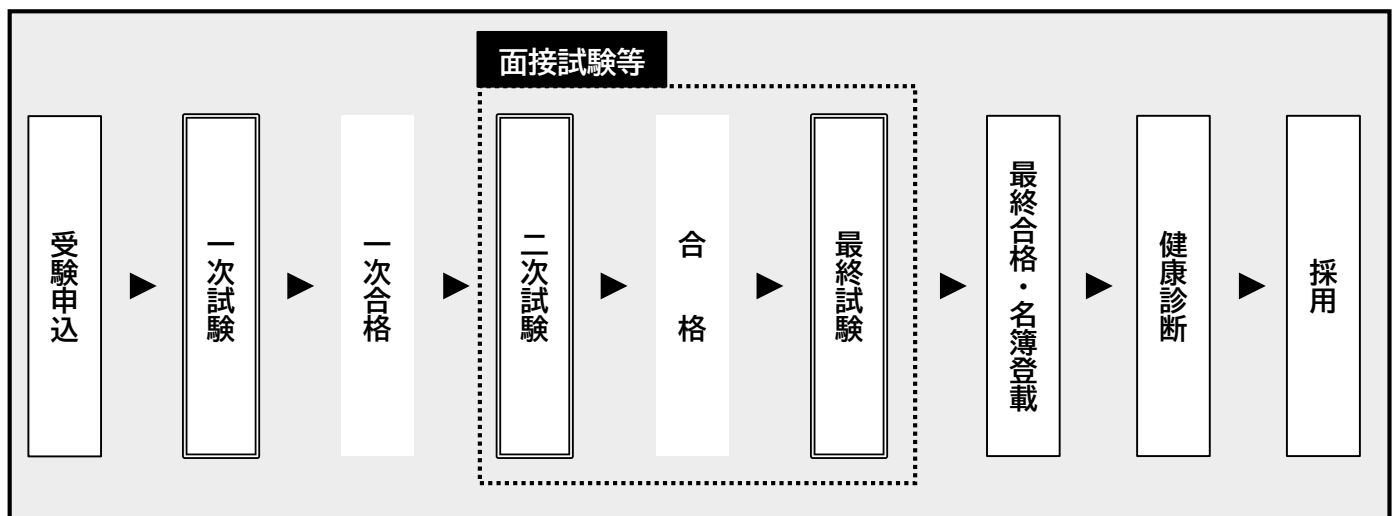 面接試験等
受験申込
▶
一次試験
▶
一次合格
▶
二次試験
▶
合格
▶
最終試験
▶
最終合格・名簿登載
▶
健康診断
▶
採用